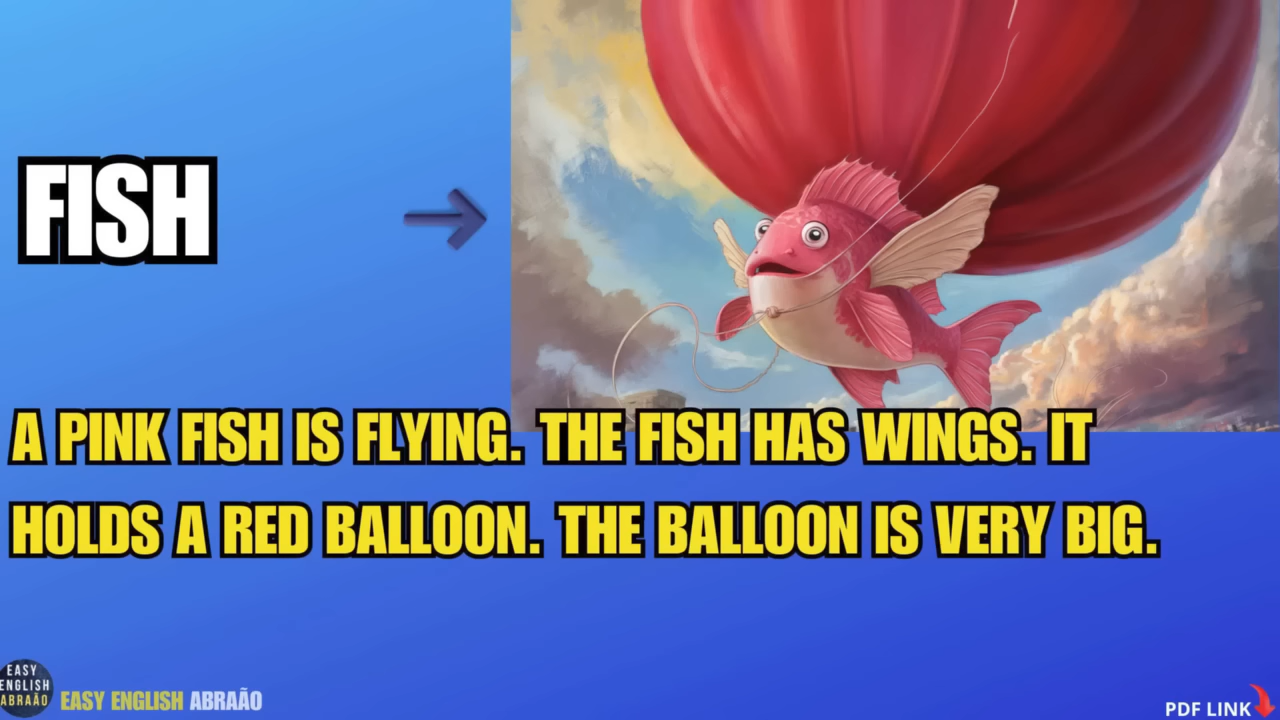 FISH
A PINK FISH IS FLYING. THE FISH HAS WINGS. IT
HOLDS A RED BALLOON. THE BALLOON IS VERY BIG.
EASY
ENGLISH
ABRAÃO
EASY ENGLISH ABRAÃO
PDF LINK